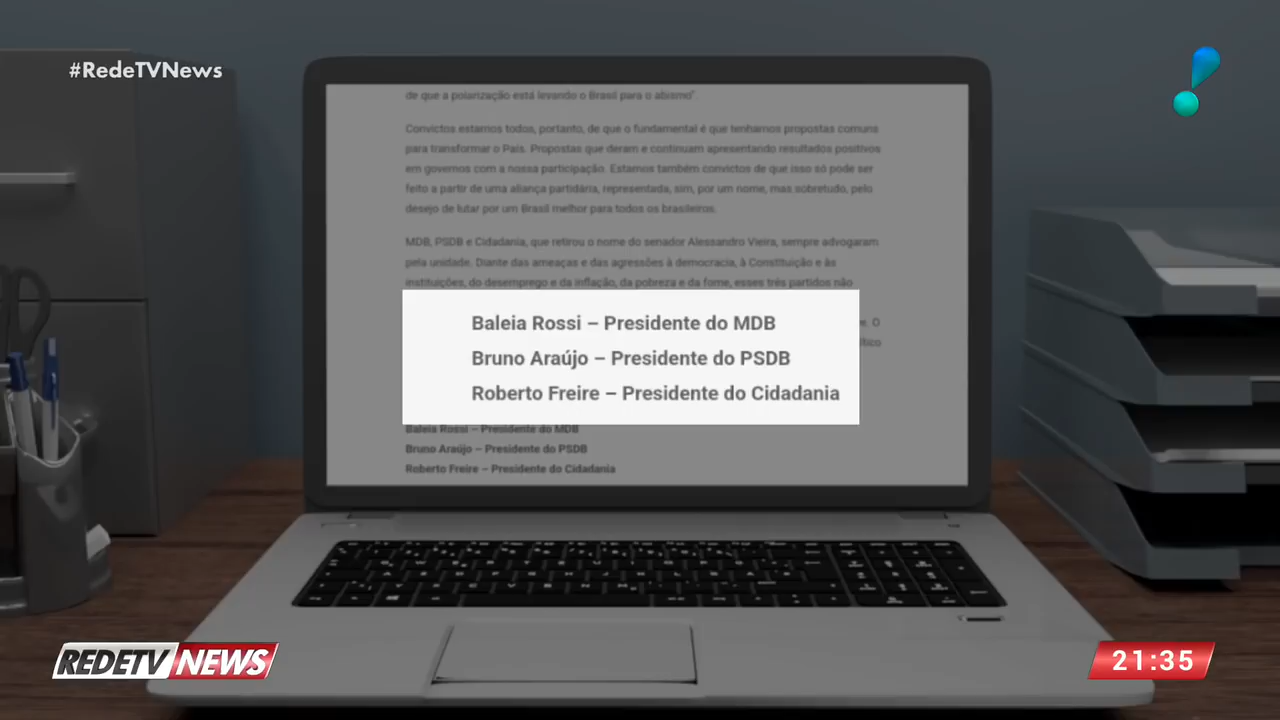 #RedeTVNews
de que a polarização está levando o Brasil para o abismo".
Convictos estamos todos, portanto, de que o fundamental é que tenhamos propostas comuns
para transformar o País. Propostas que deram e continuam apresentando resultados positivos
em governos com a nossa participação. Estamos também convictos de que isso só pode ser
feito a partir de uma aliança partidária, representada, sim, por um nome, mas sobretudo, pelo
desejo de lutar por um Brasil melhor para todos os brasileiros.
MDB, PSDB e Cidadania, que retirou o nome do senador Alessandro Vieira, sempre advogaram
pela unidade. Diante das ameaças e das agressões à democracia, à Constituição e às
instituições, do desemprego e da inflação, da pobreza e da fome, esses três partidos não
Baleia Rossi – Presidente do MDB
Bruno Araújo – Presidente do PSDB
Roberto Freire – Presidente do Cidadania
Baleia Rossi – Presidente do MDB
Bruno Araújo – Presidente do PSDB
Roberto Freire – Presidente do Cidadania
REDETV NEWS
21:35